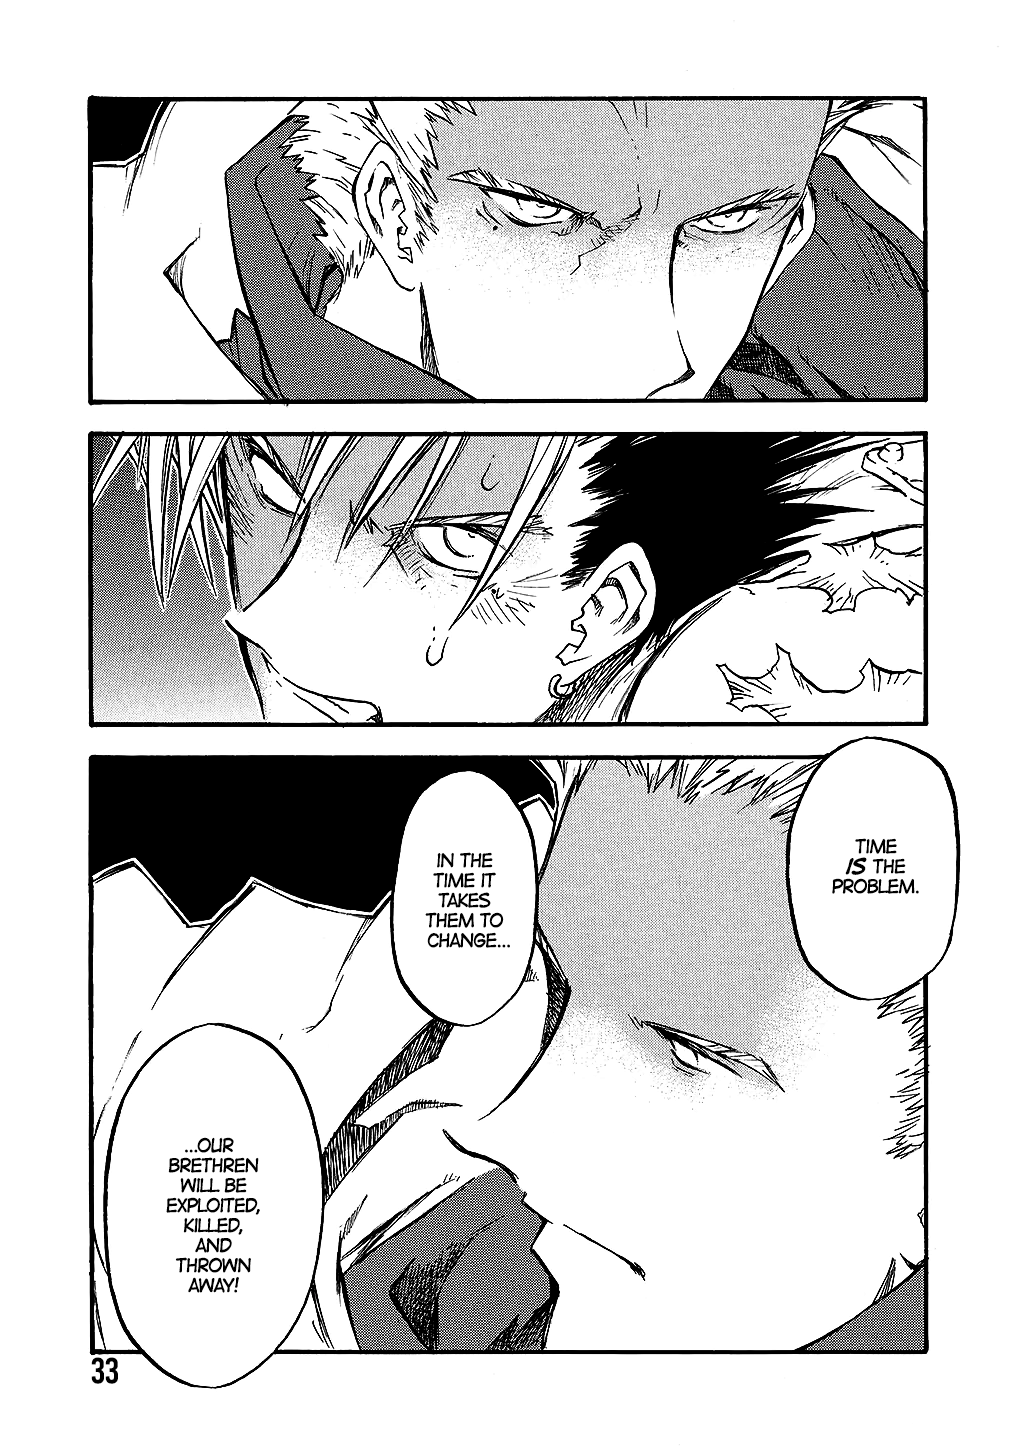 TIME
IS THE
PROBLEM.
IN THE
TIME IT
TAKES
THEM TO
CHANGE...
...OUR
BRETHREN
WILL BE
EXPLOITED,
KILLED,
AND
THROWN
AWAY!
33